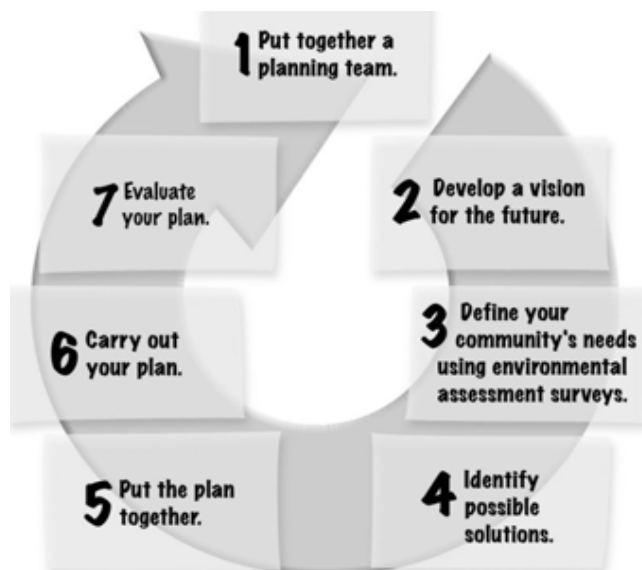 1 Put together a
planning team.
2 Develop a vision
for the future.
3 Define your
community's needs
using environmental
assessment surveys.
4 Identify
possible
solutions.
5 Put the plan
together.
6 Carry out
your plan.
7 Evaluate
your plan.